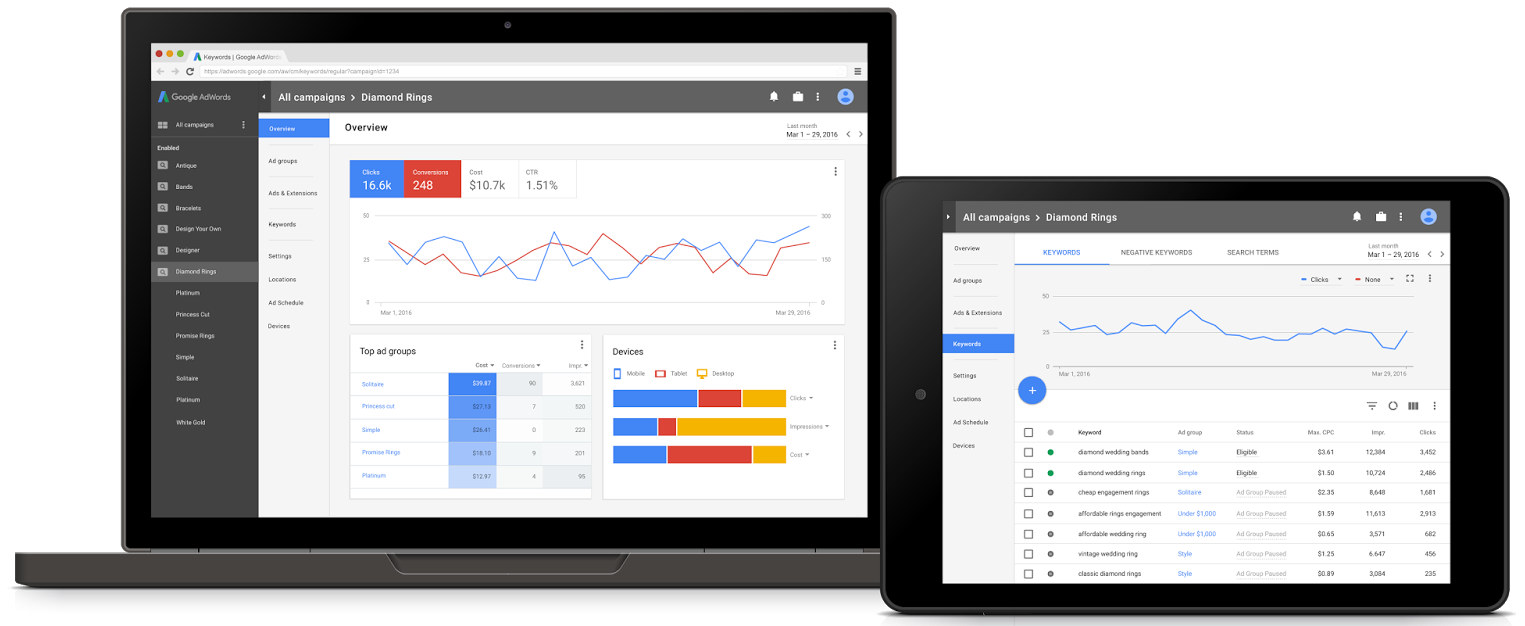 Keywords | Google AdWords
https://adwords.google.com/aw/cm/keywords/regular?campaignId=1234
Google AdWords
All campaigns > Diamond Rings
All campaigns
Enabled
Antique
Bands
Bracelets
Design Your Own
Designer
Diamond Rings
Platinum
Princess Cut
Promise Rings
Simple
Solitaire
Platinum
White Gold
Overview
Ad groups
Ads & Extensions
Keywords
Settings
Locations
Ad Schedule
Devices
Overview
Last month
Mar 1 – 29, 2016
Clicks Conversions Cost CTR
16.6k 248 $10.7k 1.51%
50 300
25 150
0 0
Mar 1, 2016 Mar 29, 2016
Top ad groups
Cost Conversions Impr.
Solitaire $39.87 90 3,621
Princess cut $27.13 7 520
Simple $26.41 0 223
Promise Rings $18.10 9 201
Platinum $12.97 4 95
Devices
Mobile Tablet Desktop
Clicks
Impressions
Cost
All campaigns > Diamond Rings
Overview
Ad groups
Ads & Extensions
Keywords
Settings
Locations
Ad Schedule
Devices
KEYWORDS NEGATIVE KEYWORDS SEARCH TERMS
Last month
Mar 1 – 29, 2016
Clicks None
50
25
0
Mar 1, 2016 Mar 29, 2016
+
Keyword Ad group Status Max. CPC Impr. Clicks
diamond wedding bands Simple Eligible $3.61 12,384 3,452
diamond wedding rings Simple Eligible $1.50 10,724 2,486
cheap engagement rings Solitaire Ad Group Paused $2.35 8,648 1,681
affordable rings engagement Under $1,000 Ad Group Paused $1.59 11,613 2,913
affordable wedding ring Under $1,000 Ad Group Paused $0.65 3,571 682
vintage wedding ring Style Ad Group Paused $1.25 6,647 456
classic diamond rings Style Ad Group Paused $0.89 3,084 235